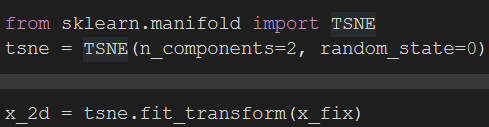 from sklearn.manifold import TSNE
tsne = TSNE(n_components=2, random_state=0)
x_2d = tsne.fit_transform(x_fix)